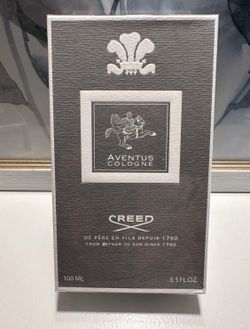 AVENTUS
COLOGNE
CREED
DE PÈRE EN FILS DEPUIS 1760
FROM FATHER TO SON SINCE 1760
100 ML
3.3 FL.OZ